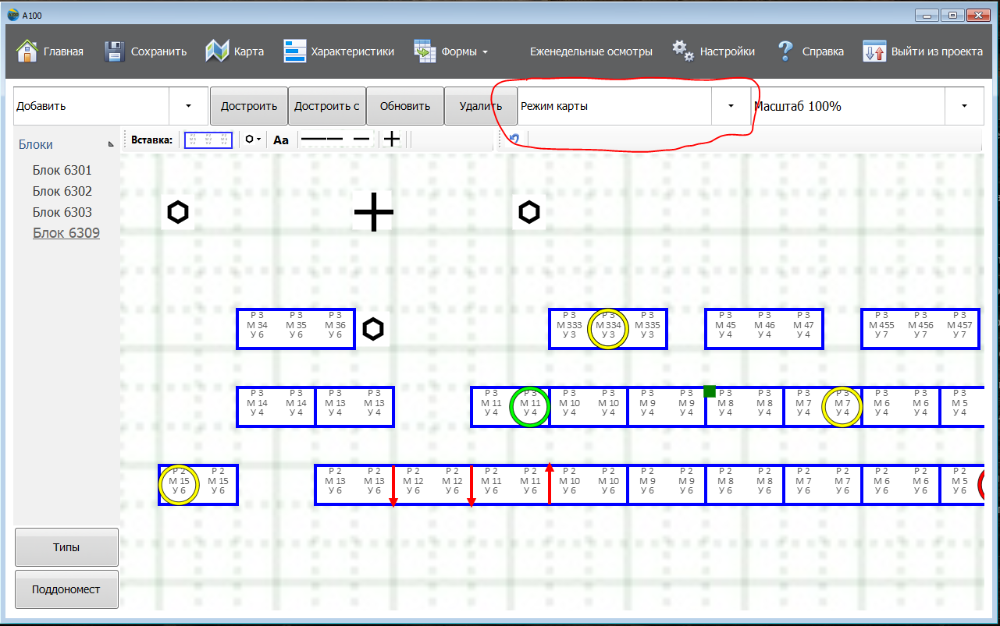 A100
Главная Сохранить Карта Характеристики Формы Еженедельные осмотры Настройки ? Справка Выйти из проекта
Добавить Достроить Достроить с Обновить Удалить Режим карты Масштаб 100%
Блоки Вставка: Aa
Блок 6301
Блок 6302
Блок 6303
Блок 6309
Р 3 Р 3 Р 3 Р 3 Р 3 Р 3 Р 3 Р 3 Р 3 Р 3 Р 3 Р 3
М 34 М 35 М 36 М 333 М 334 М 335 М 45 М 46 М 47 М 455 М 456 М 457
У 6 У 6 У 6 У 3 У 3 У 3 У 4 У 4 У 4 У 7 У 7 У 7
Р 3 Р 3 Р 3 Р 3 Р 3 Р 3 Р 3 Р 3 Р 3 Р 3 Р 3 Р 3 Р 3 Р 3 Р 3 Р 3 Р 3
М 14 М 14 М 13 М 13 М 11 М 11 М 10 М 10 М 9 М 9 М 8 М 8 М 7 М 7 М 6 М 6 М 5
У 4 У 4 У 4 У 4 У 4 У 4 У 4 У 4 У 4 У 4 У 4 У 4 У 4 У 4 У 4 У 4 У 4
Р 2 Р 2 Р 2 Р 2 Р 2 Р 2 Р 2 Р 2 Р 2 Р 2 Р 2 Р 2 Р 2 Р 2 Р 2 Р 2 Р 2 Р 2 Р 2
М 15 М 15 М 13 М 13 М 12 М 12 М 11 М 11 М 10 М 10 М 9 М 9 М 8 М 8 М 7 М 7 М 6 М 6 М 5
У 6 У 6 У 6 У 6 У 6 У 6 У 6 У 6 У 6 У 6 У 6 У 6 У 6 У 6 У 6 У 6 У 6 У 6 У 6
Типы
Поддономест